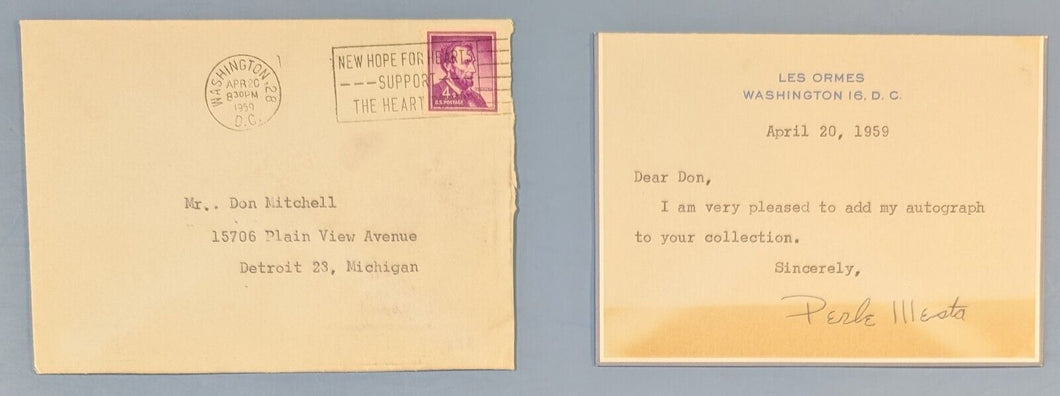 WASHINGTON 28
APR 20
830PM
1959
D.C.
NEW HOPE FOR HEARTS
---SUPPORT---
THE HEART
4¢
U.S. POSTAGE
Mr.. Don Mitchell
15706 Plain View Avenue
Detroit 23, Michigan
LES ORMES
WASHINGTON 16, D. C.
April 20, 1959
Dear Don,
I am very pleased to add my autograph
to your collection.
Sincerely,
Perle Mesta